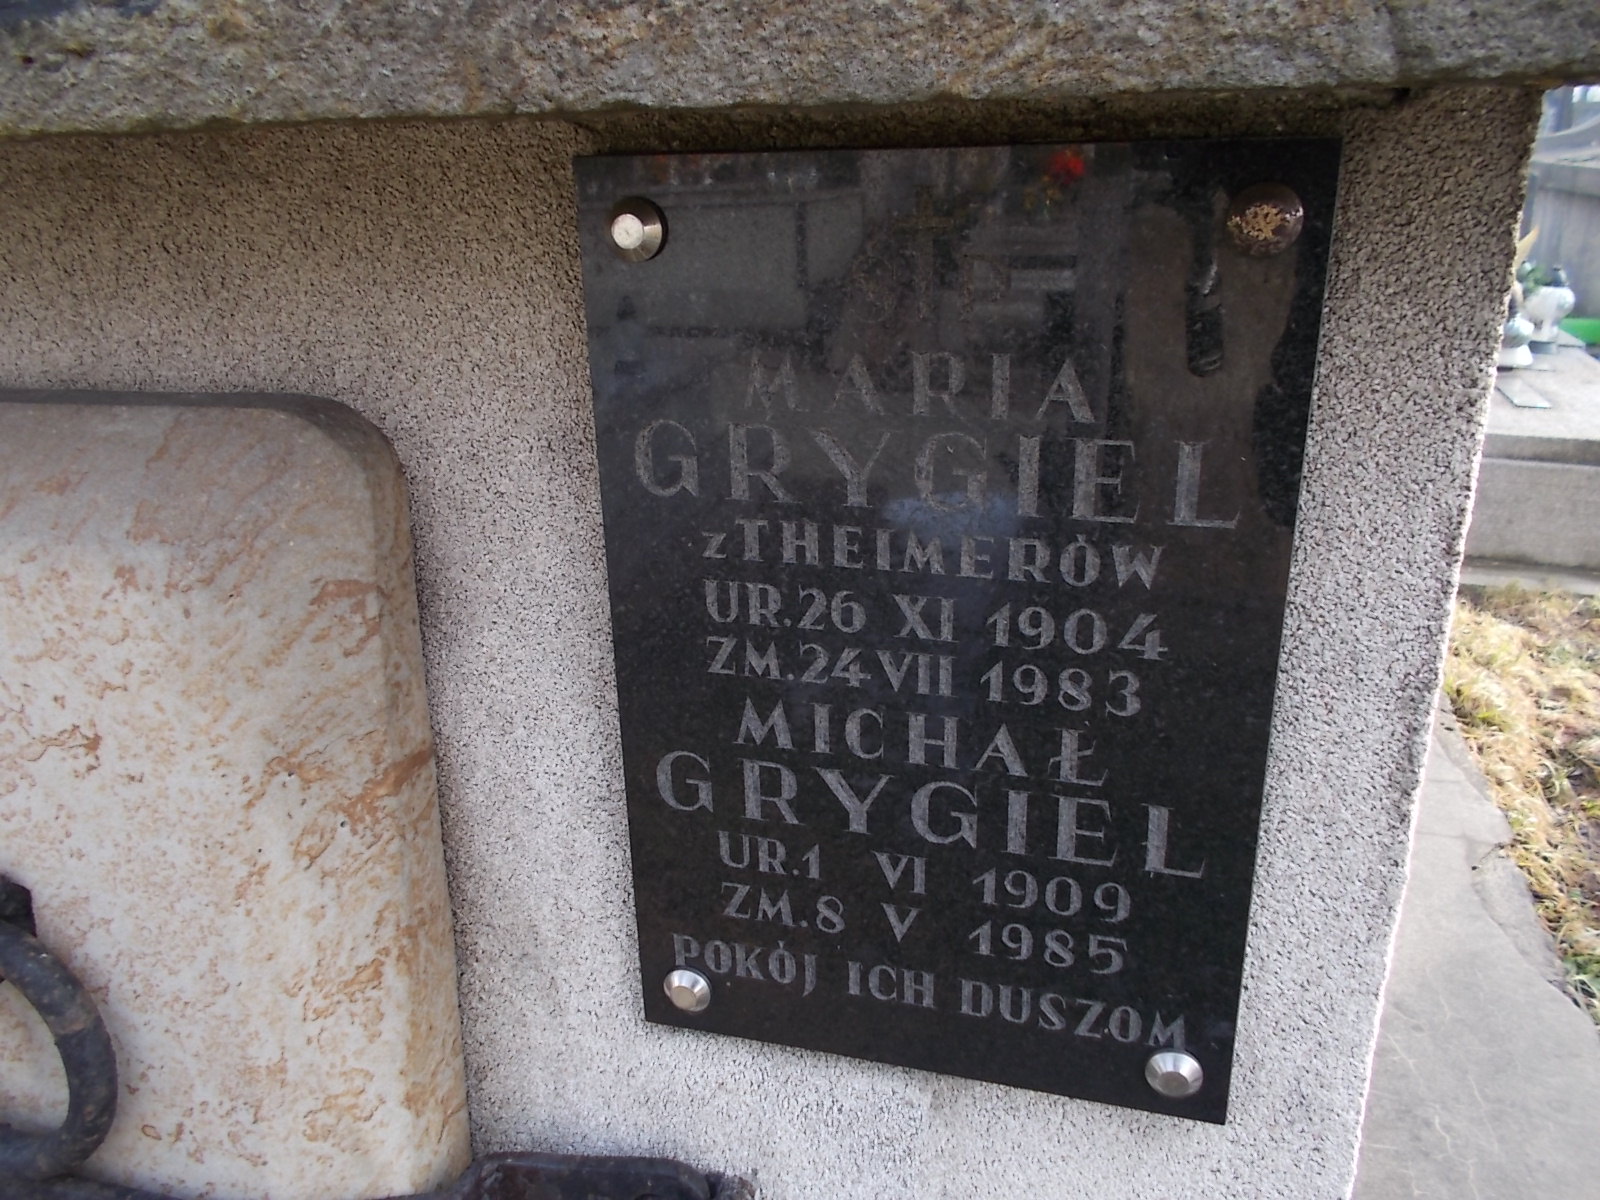 Ś P
MARIA
GRYGIEL
z THEIMERÓW
UR. 26 XI 1904
ZM. 24 VII 1983
MICHAŁ
GRYGIEL
UR. 1 VI 1909
ZM. 8 V 1985
POKÓJ ICH DUSZOM